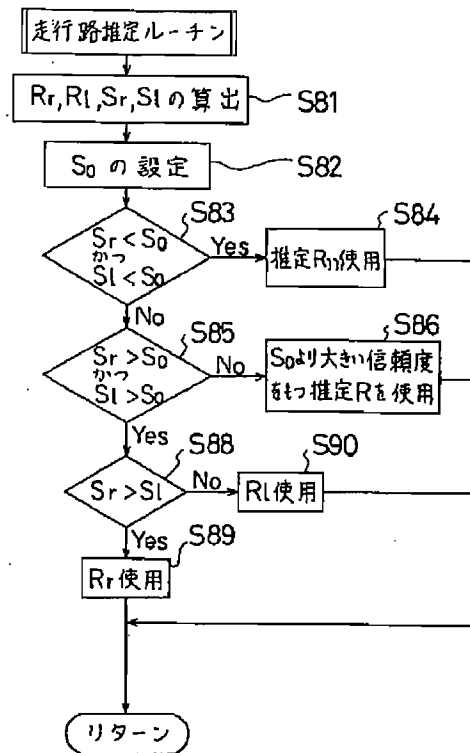 走行路推定ルーチン
Rr,Rl,Sr,Slの算出
S81
S0の設定
S82
S83
Sr<S0
かつ
Sl<S0
Yes
S84
推定Rn使用
No
S85
Sr>S0
かつ
Sl>S0
No
S86
S0より大きい信頼度
をもつ推定Rを使用
Yes
S88
Sr>Sl
No
S90
Rl使用
Yes
S89
Rr使用
リターン